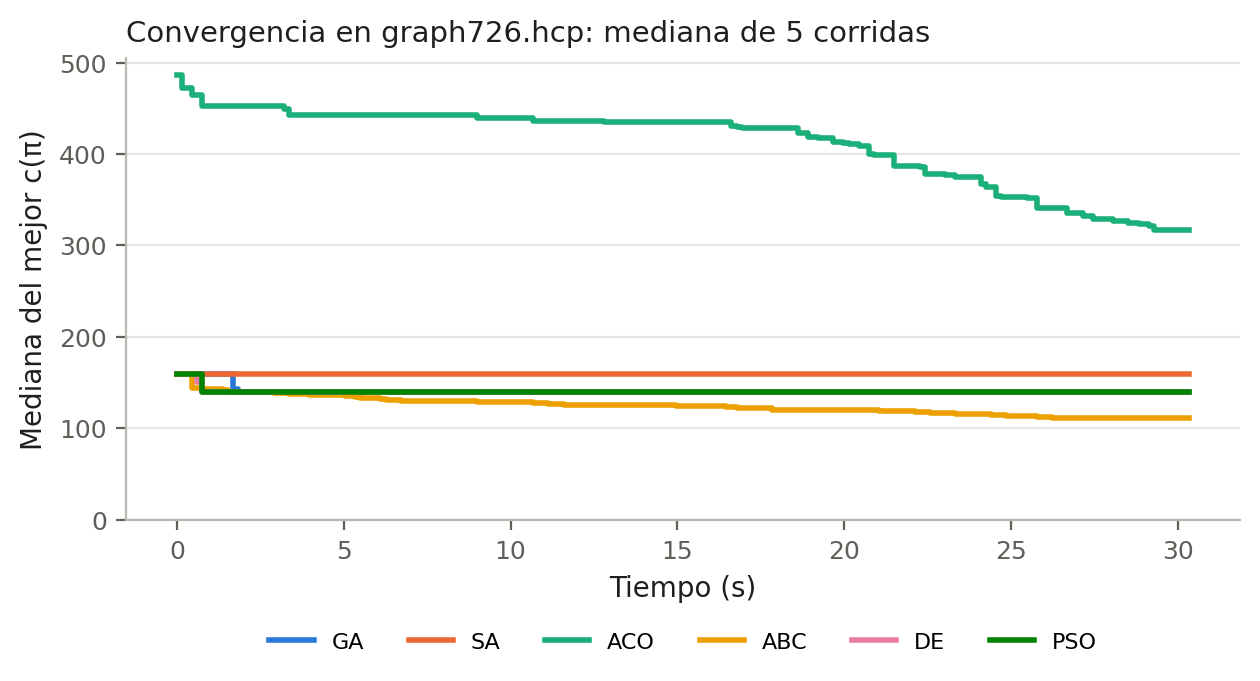 Convergencia en graph726.hcp: mediana de 5 corridas
Mediana del mejor c(π)
500
400
300
200
100
0
0 5 10 15 20 25 30
Tiempo (s)
GA SA ACO ABC DE PSO